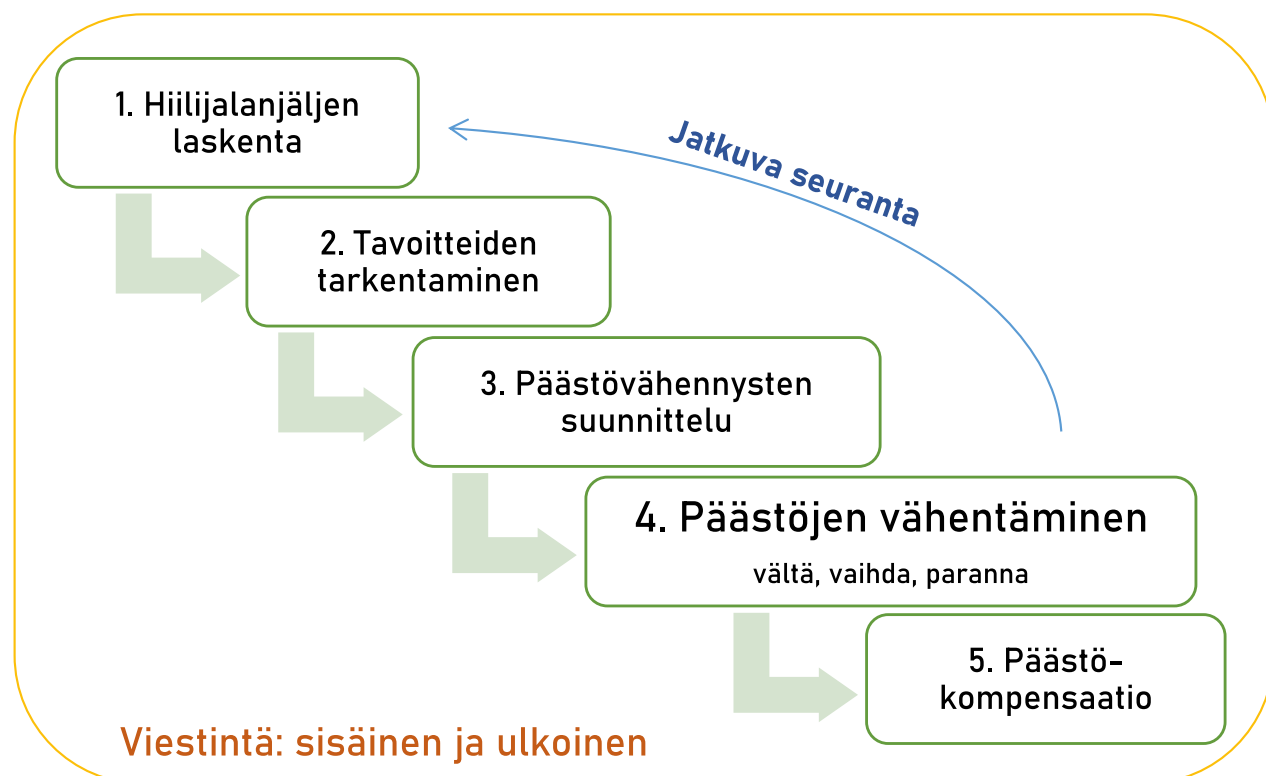 1. Hiilijalanjäljen
laskenta
Jatkuva seuranta
2. Tavoitteiden
tarkentaminen
3. Päästövähennysten
suunnittelu
4. Päästöjen vähentäminen
vältä, vaihda, paranna
5. Päästö-
kompensaatio
Viestintä: sisäinen ja ulkoinen